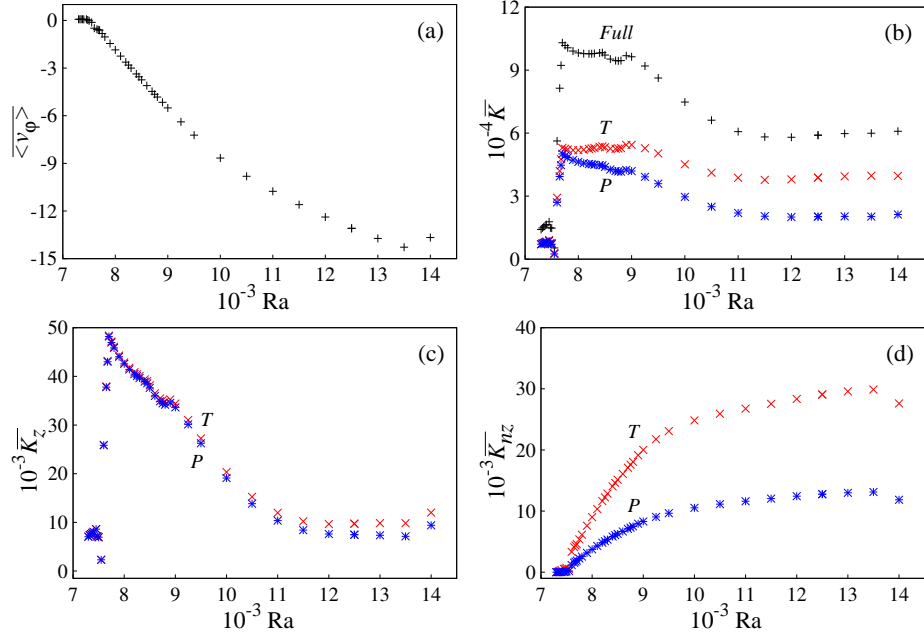 (a)
0
-3
-6
-9
-12
-15
<v_φ>
7 8 9 10 11 12 13 14
10^-3 Ra
(b)
Full
T
P
12
9
6
3
0
10^-4 K
7 8 9 10 11 12 13 14
10^-3 Ra
(c)
T
P
50
40
30
20
10
0
10^-3 K_z
7 8 9 10 11 12 13 14
10^-3 Ra
(d)
T
P
40
30
20
10
0
10^-3 K_nz
7 8 9 10 11 12 13 14
10^-3 Ra